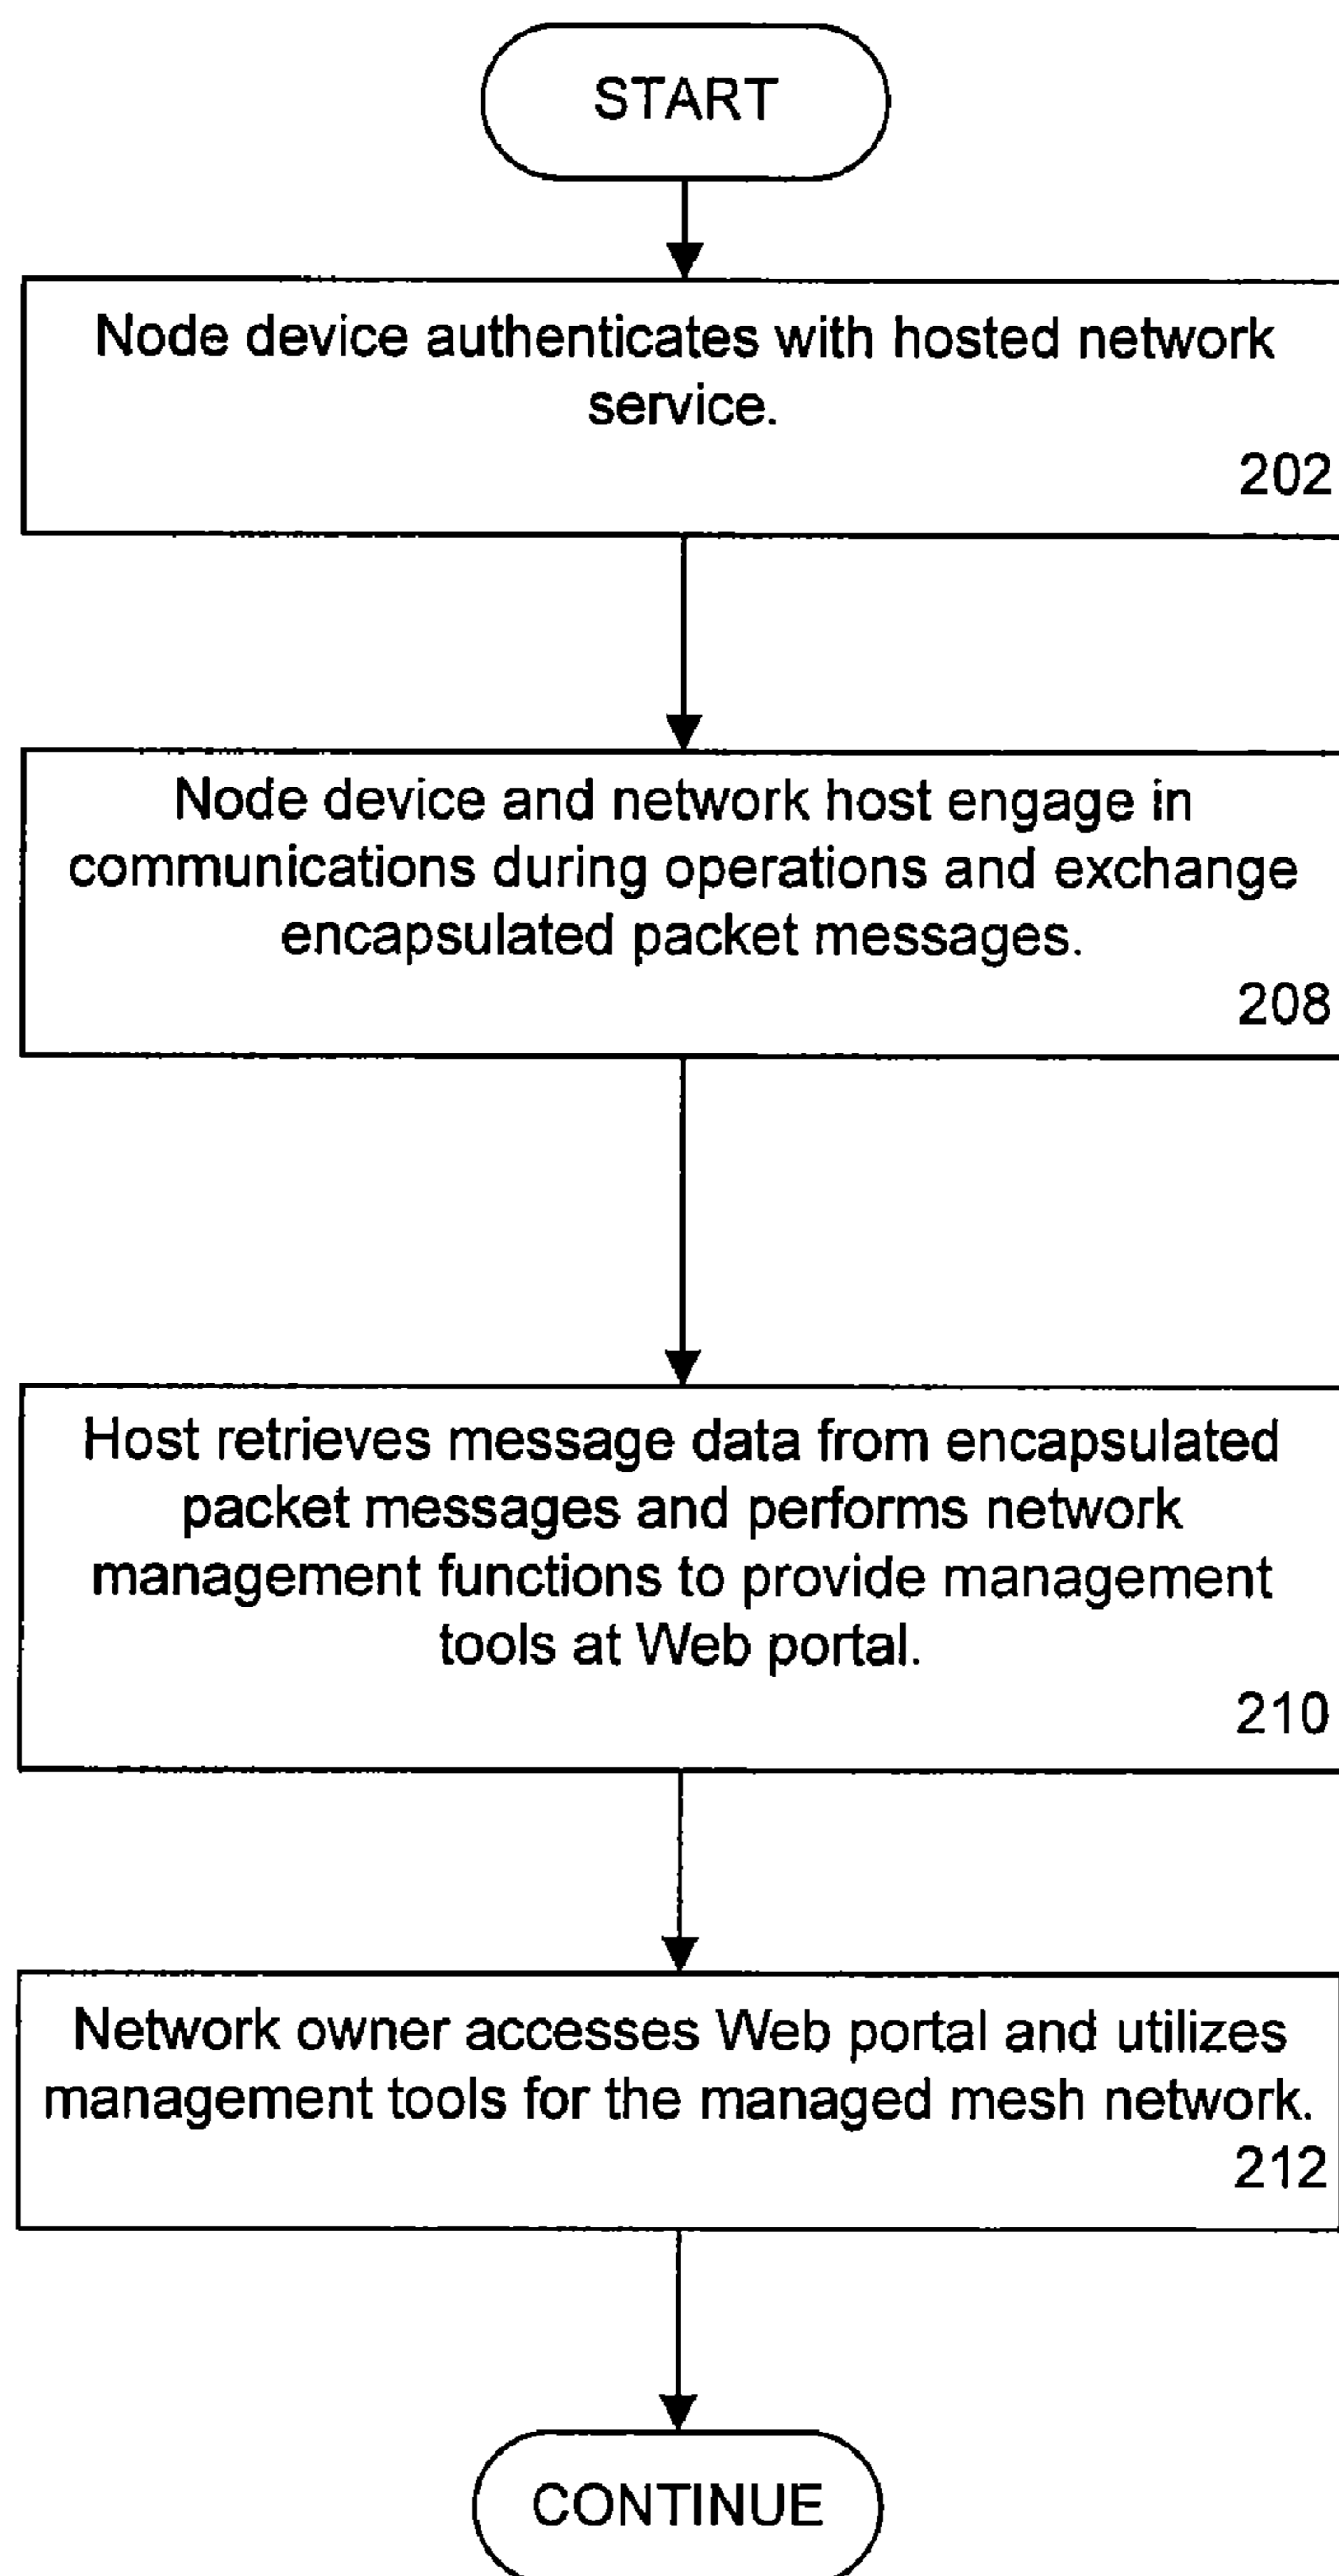 START
Node device authenticates with hosted network
service.
202
Node device and network host engage in
communications during operations and exchange
encapsulated packet messages.
208
Host retrieves message data from encapsulated
packet messages and performs network
management functions to provide management
tools at Web portal.
210
Network owner accesses Web portal and utilizes
management tools for the managed mesh network.
212
CONTINUE